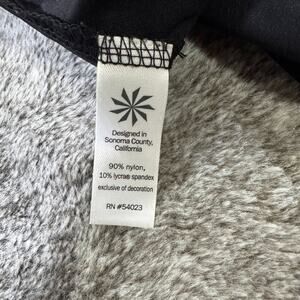 Designed in
Sonoma County,
California
90% nylon,
10% lycra® spandex
exclusive of decoration
RN #54023